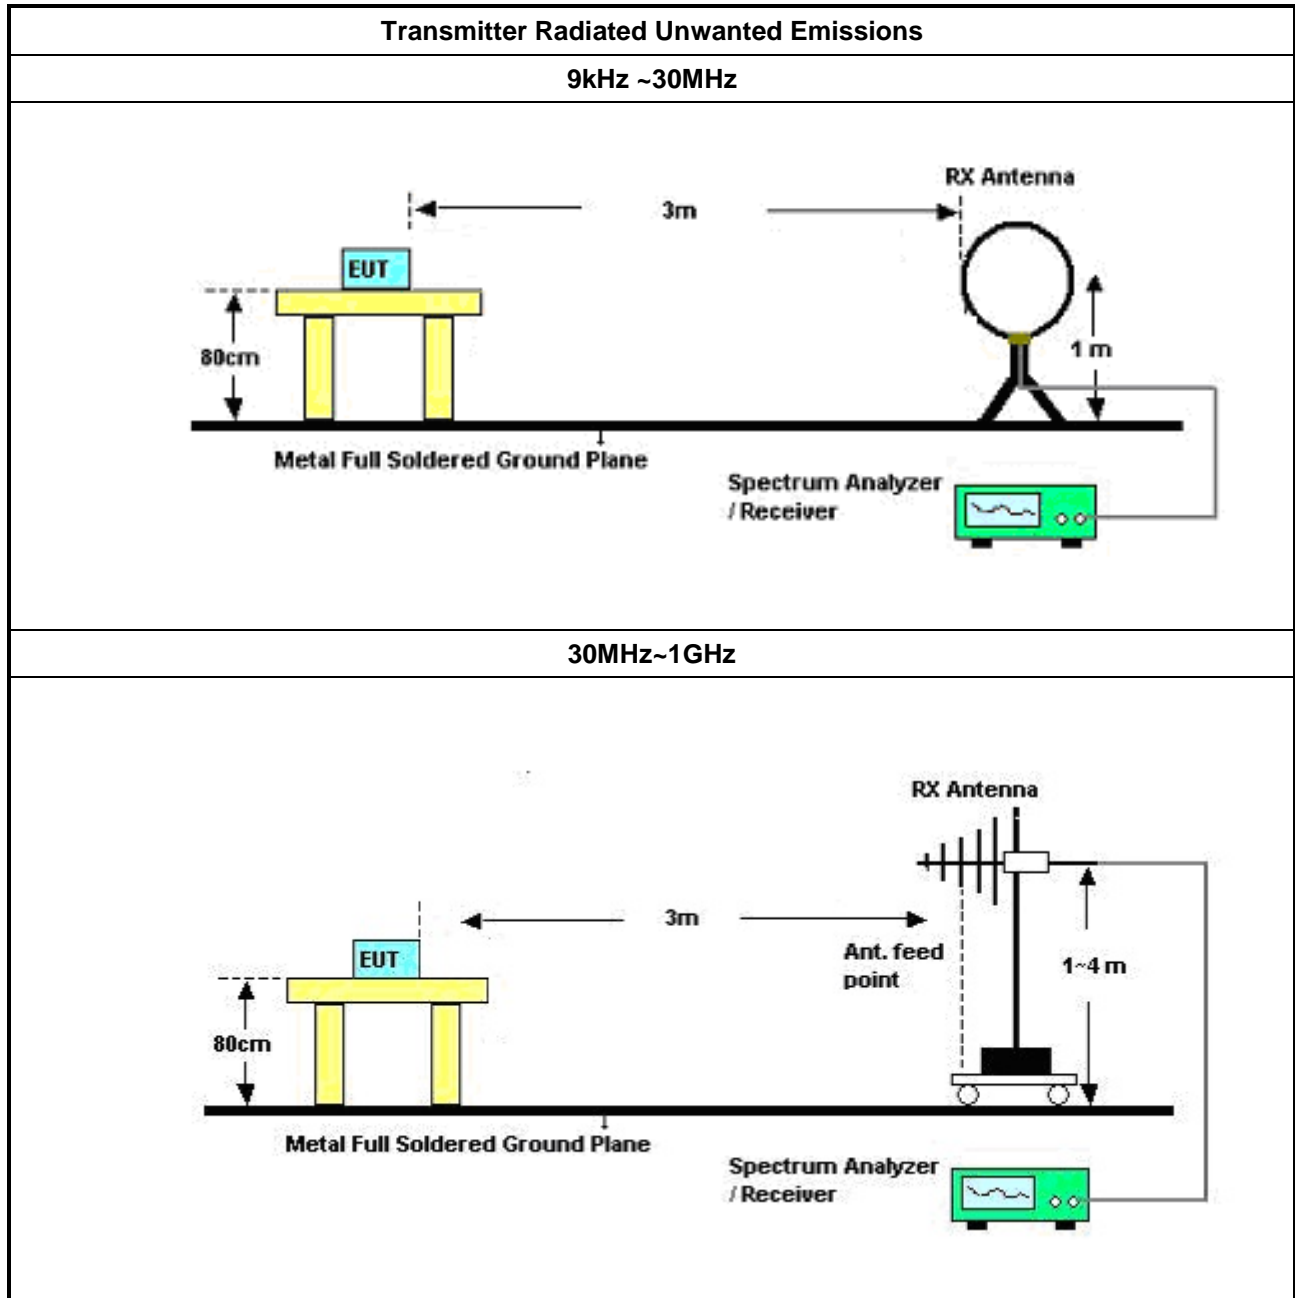 Transmitter Radiated Unwanted Emissions
9kHz ~30MHz
RX Antenna
3m
EUT
80cm
1 m
Metal Full Soldered Ground Plane
Spectrum Analyzer
/ Receiver
30MHz~1GHz
RX Antenna
3m
Ant. feed
point
EUT
1~4 m
80cm
Metal Full Soldered Ground Plane
Spectrum Analyzer
/ Receiver